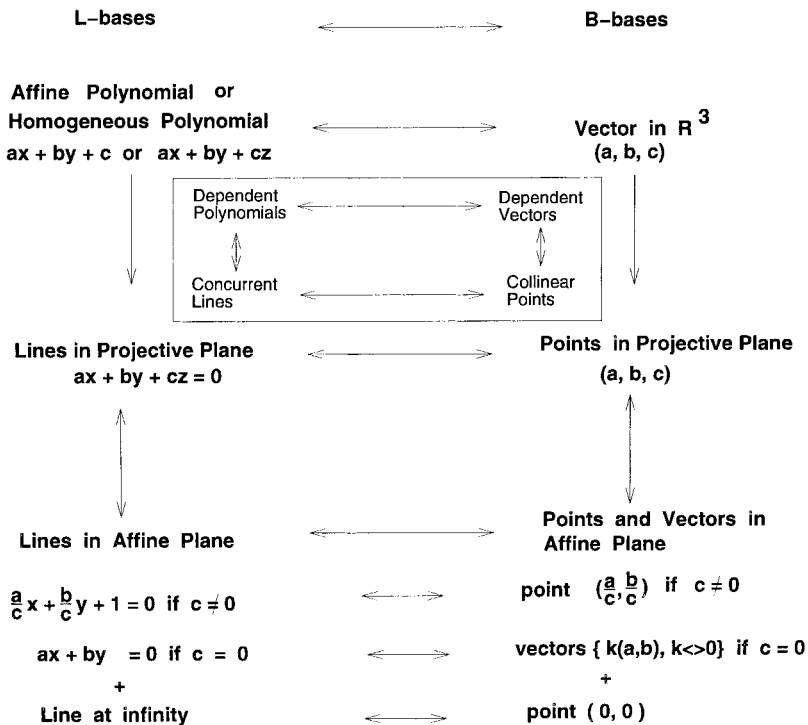 L-bases B-bases
Affine Polynomial or
Homogeneous Polynomial
ax + by + c or ax + by + cz
Vector in R³
(a, b, c)
Dependent
Polynomials
Dependent
Vectors
Concurrent
Lines
Collinear
Points
Lines in Projective Plane
ax + by + cz = 0
Points in Projective Plane
(a, b, c)
Lines in Affine Plane
Points and Vectors in
Affine Plane
a/c x + b/c y + 1 = 0 if c ≠ 0
point (a/c, b/c) if c ≠ 0
ax + by = 0 if c = 0
vectors { k(a,b), k<>0} if c = 0
+
+
Line at infinity
point ( 0, 0 )